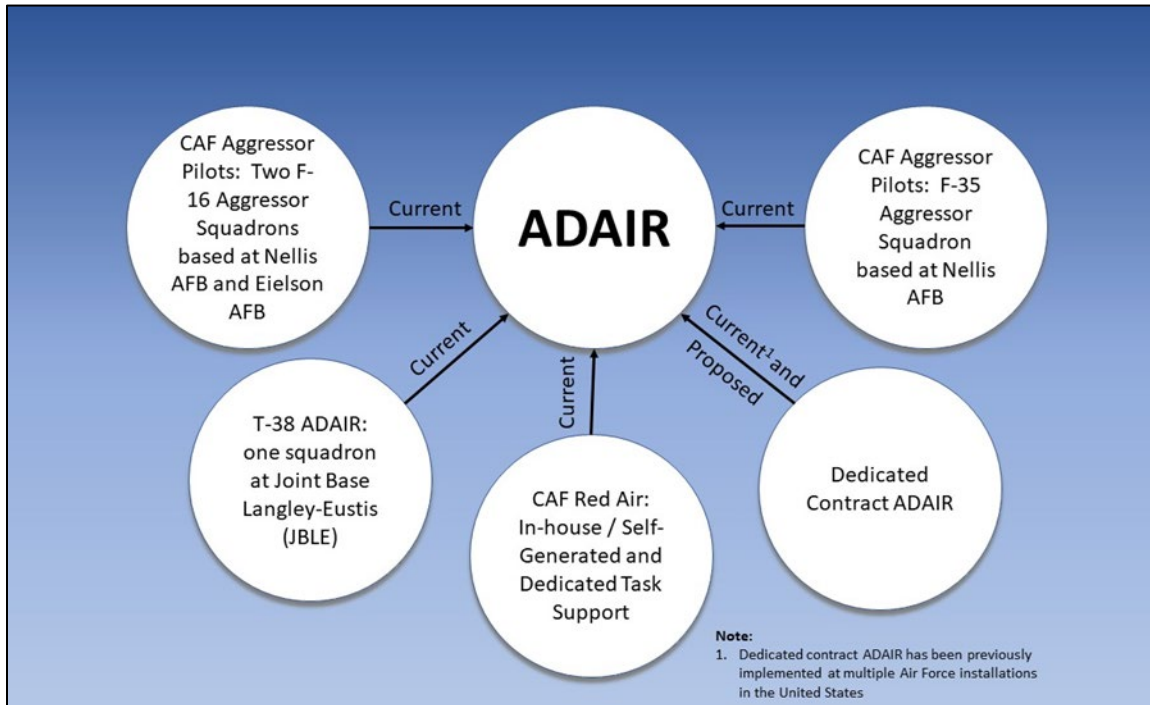 CAF Aggressor
Pilots: Two F-
16 Aggressor
Squadrons
based at Nellis
AFB and Eielson
AFB
Current
ADAIR
Current
CAF Aggressor
Pilots: F-35
Aggressor
Squadron
based at Nellis
AFB
T-38 ADAIR:
one squadron
at Joint Base
Langley-Eustis
(JBLE)
Current
CAF Red Air:
In-house / Self-
Generated and
Dedicated Task
Support
Current
Current¹ and
Proposed
Dedicated
Contract ADAIR
Note:
1. Dedicated contract ADAIR has been previously
implemented at multiple Air Force installations
in the United States